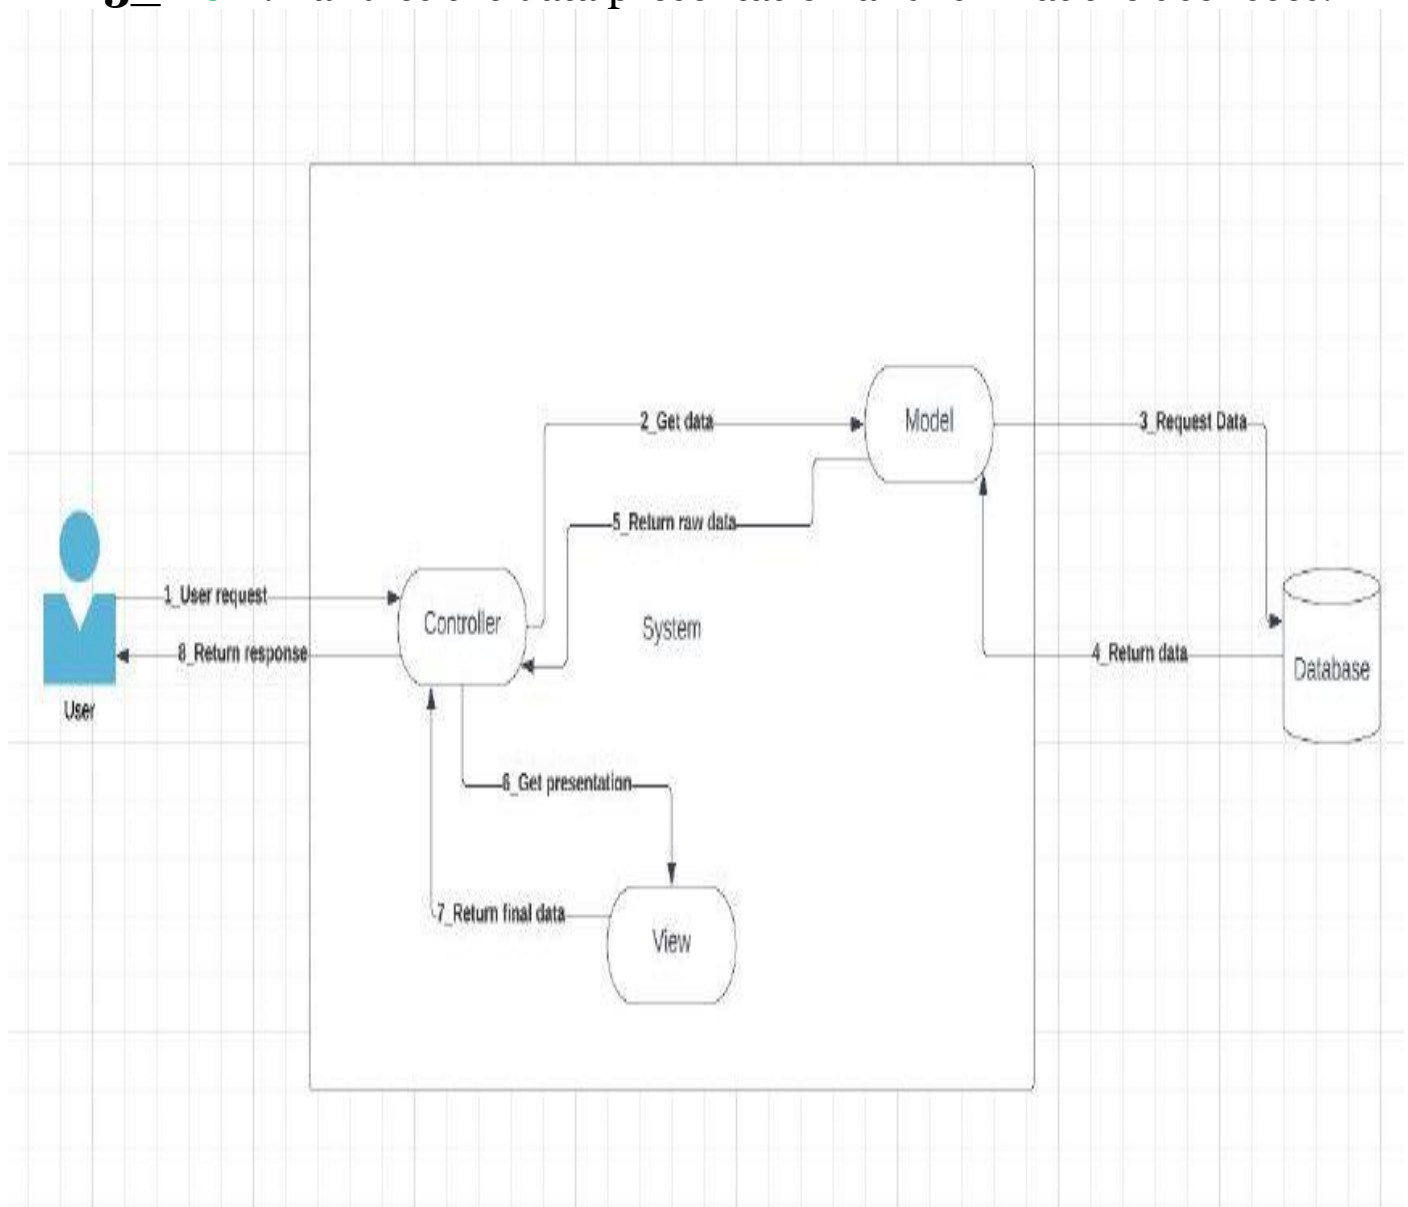 2_Get data
Model
3_Request Data
5_Return raw data
1_User request
Controller
System
8_Return response
4_Return data
Database
User
6_Get presentation
7_Return final data
View